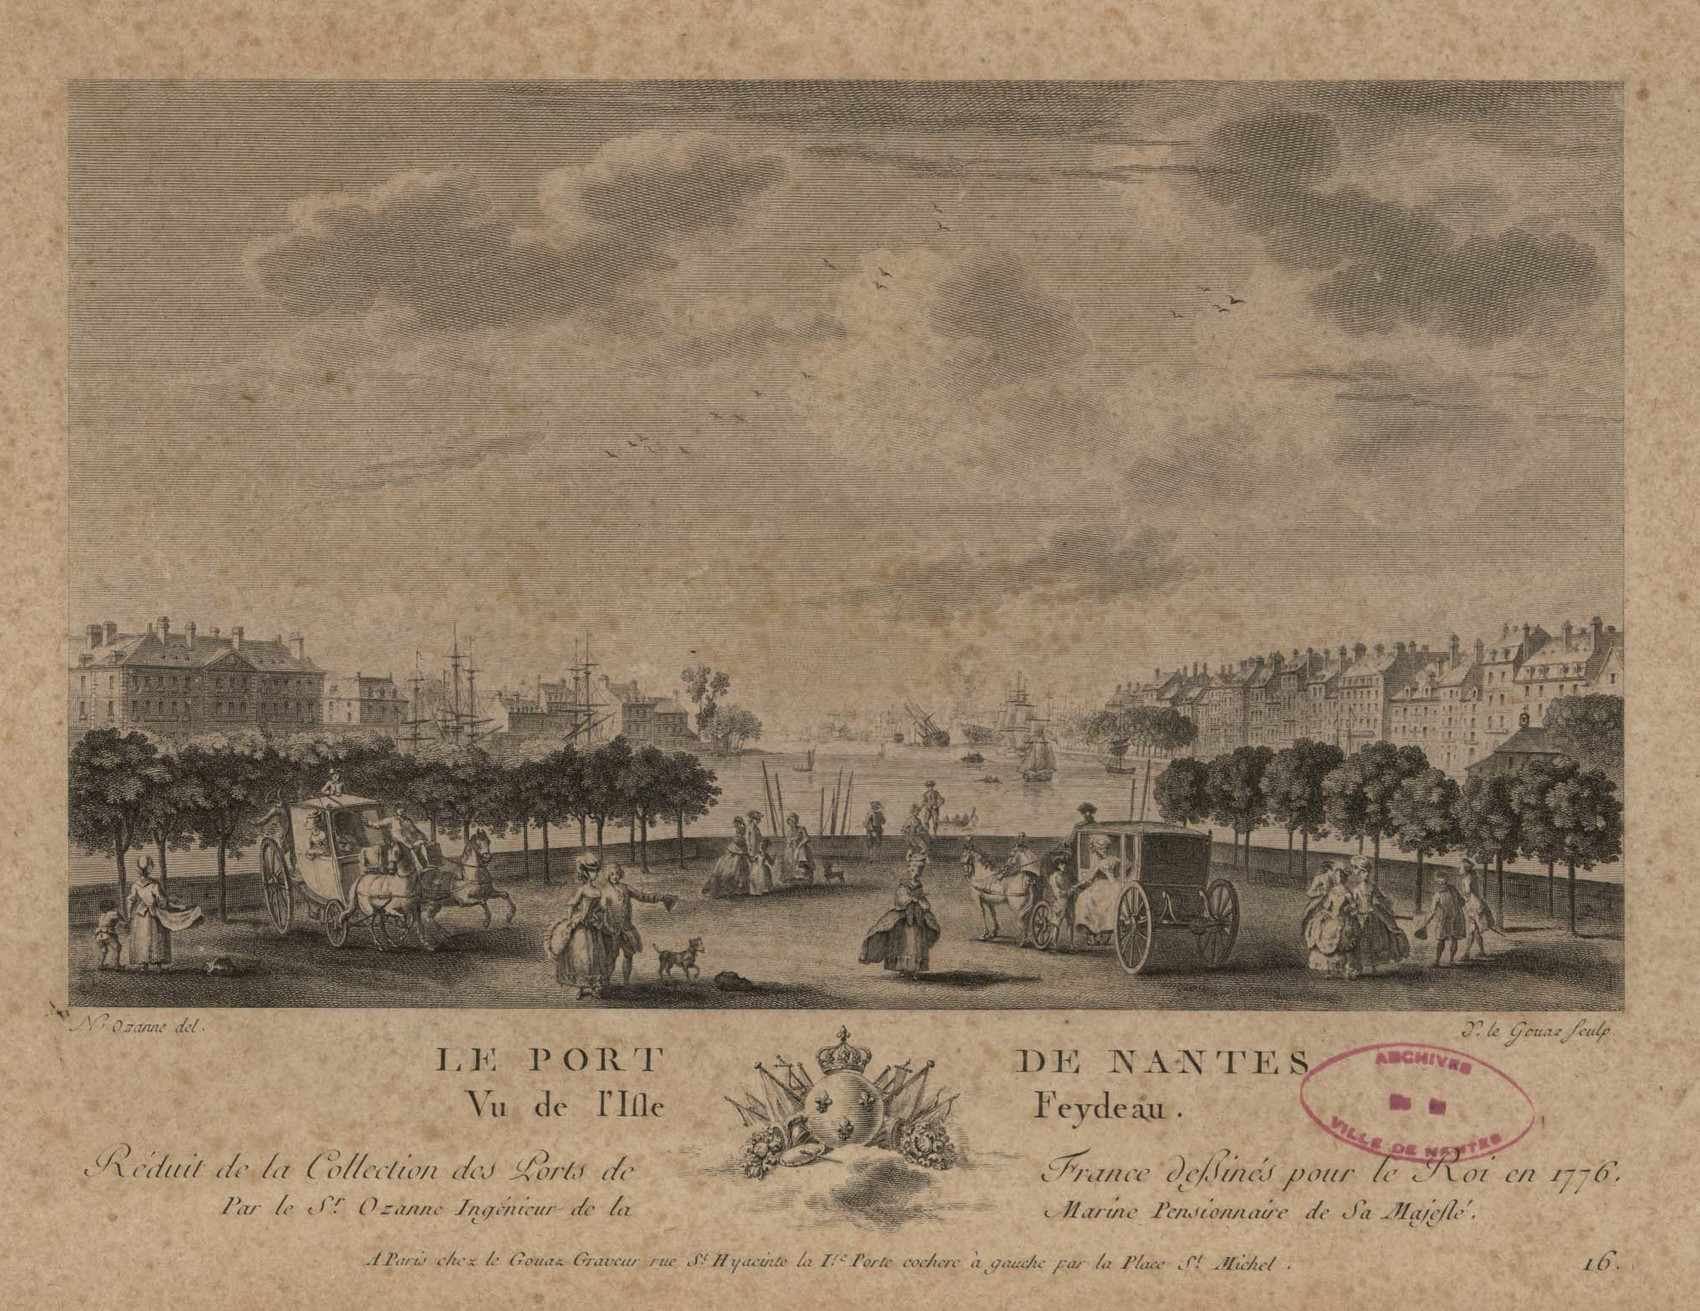 N. Ozanne del.
Y. le Gouaz Sculp.
LE PORT DE NANTES
Vu de l'Isle Feydeau.
Réduit de la Collection des Ports de France dessinés pour le Roi en 1776.
Par le Sr. Ozanne Ingénieur de la Marine Pensionnaire de Sa Majesté.
A Paris chez le Gouaz Graveur rue St. Hyacinte la 1re Porte cochere à gauche par la Place St. Michel.
16.
ARCHIVES
VILLE DE NANTES